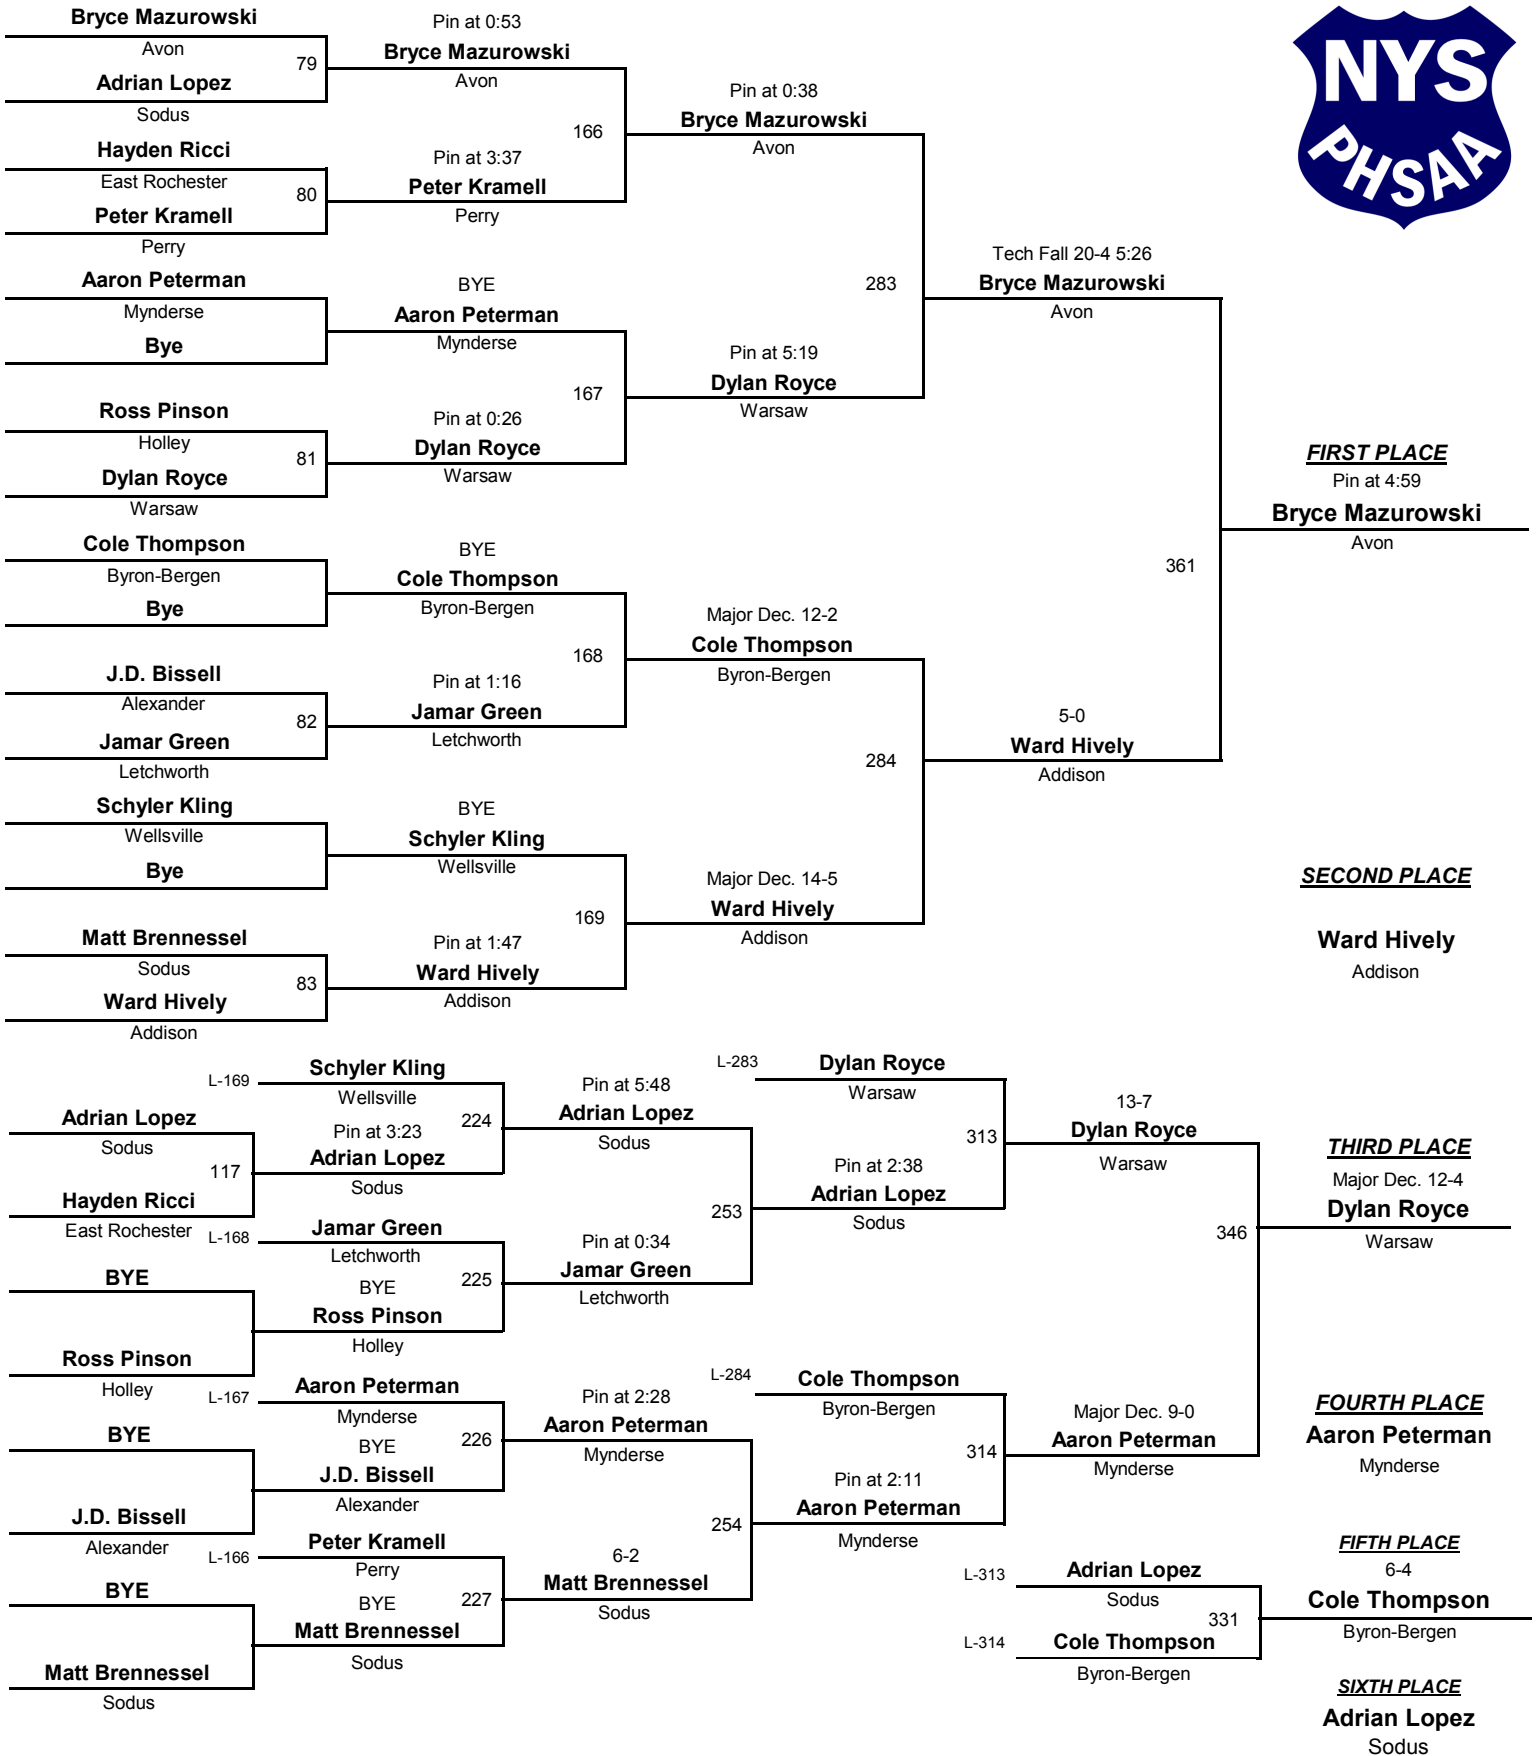 NYS
PHSAA
Bryce Mazurowski
Avon
79
Adrian Lopez
Sodus
Hayden Ricci
East Rochester
80
Peter Kramell
Perry
Aaron Peterman
Mynderse
Bye
Ross Pinson
Holley
81
Dylan Royce
Warsaw
Cole Thompson
Byron-Bergen
Bye
J.D. Bissell
Alexander
82
Jamar Green
Letchworth
Schyler Kling
Wellsville
Bye
Matt Brennessel
Sodus
83
Ward Hively
Addison
Pin at 0:53
Bryce Mazurowski
Avon
166
Pin at 3:37
Peter Kramell
Perry
BYE
Aaron Peterman
Mynderse
167
Pin at 0:26
Dylan Royce
Warsaw
BYE
Cole Thompson
Byron-Bergen
168
Pin at 1:16
Jamar Green
Letchworth
BYE
Schyler Kling
Wellsville
169
Pin at 1:47
Ward Hively
Addison
Pin at 0:38
Bryce Mazurowski
Avon
283
Pin at 5:19
Dylan Royce
Warsaw
Major Dec. 12-2
Cole Thompson
Byron-Bergen
284
Major Dec. 14-5
Ward Hively
Addison
Tech Fall 20-4 5:26
Bryce Mazurowski
Avon
361
5-0
Ward Hively
Addison
FIRST PLACE
Pin at 4:59
Bryce Mazurowski
Avon
SECOND PLACE
Ward Hively
Addison
Adrian Lopez
Sodus
117
Hayden Ricci
East Rochester
BYE
Ross Pinson
Holley
BYE
J.D. Bissell
Alexander
BYE
Matt Brennessel
Sodus
L-169
Schyler Kling
Wellsville
224
Pin at 3:23
Adrian Lopez
Sodus
L-168
Jamar Green
Letchworth
225
BYE
Ross Pinson
Holley
L-167
Aaron Peterman
Mynderse
226
BYE
J.D. Bissell
Alexander
L-166
Peter Kramell
Perry
227
BYE
Matt Brennessel
Sodus
Pin at 5:48
Adrian Lopez
Sodus
253
Pin at 0:34
Jamar Green
Letchworth
Pin at 2:28
Aaron Peterman
Mynderse
254
6-2
Matt Brennessel
Sodus
L-283
Dylan Royce
Warsaw
313
Pin at 2:38
Adrian Lopez
Sodus
L-284
Cole Thompson
Byron-Bergen
314
Pin at 2:11
Aaron Peterman
Mynderse
13-7
Dylan Royce
Warsaw
346
Major Dec. 9-0
Aaron Peterman
Mynderse
L-313
Adrian Lopez
Sodus
331
L-314
Cole Thompson
Byron-Bergen
THIRD PLACE
Major Dec. 12-4
Dylan Royce
Warsaw
FOURTH PLACE
Aaron Peterman
Mynderse
FIFTH PLACE
6-4
Cole Thompson
Byron-Bergen
SIXTH PLACE
Adrian Lopez
Sodus